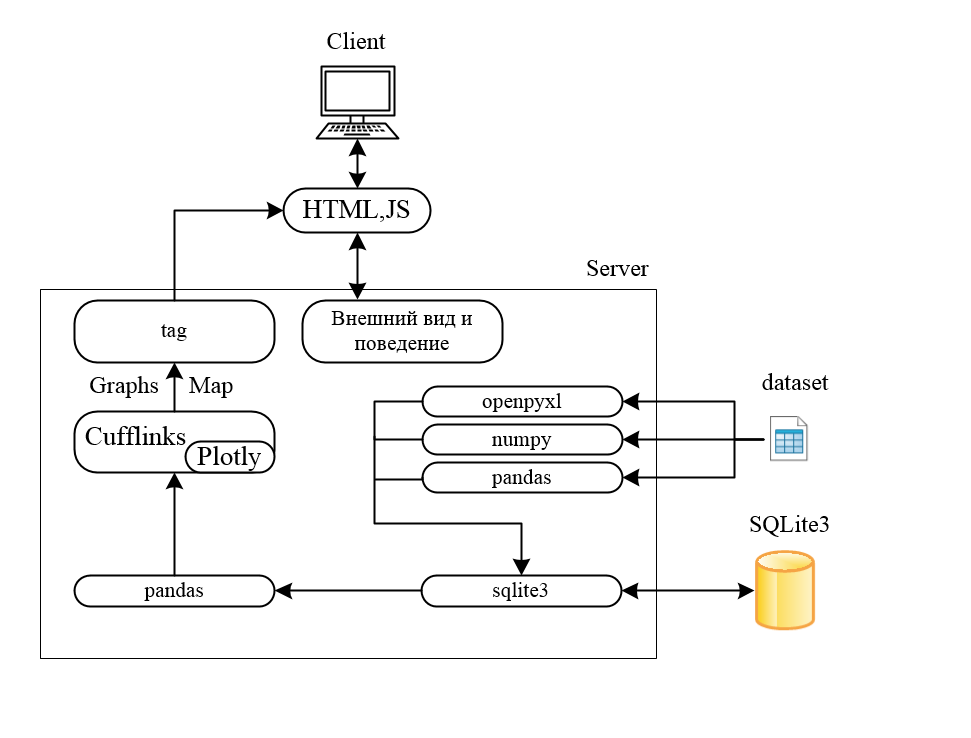 Client
HTML,JS
Server
tag
Внешний вид и
поведение
Graphs
Map
Cufflinks
Plotly
openpyxl
numpy
pandas
dataset
SQLite3
pandas
sqlite3